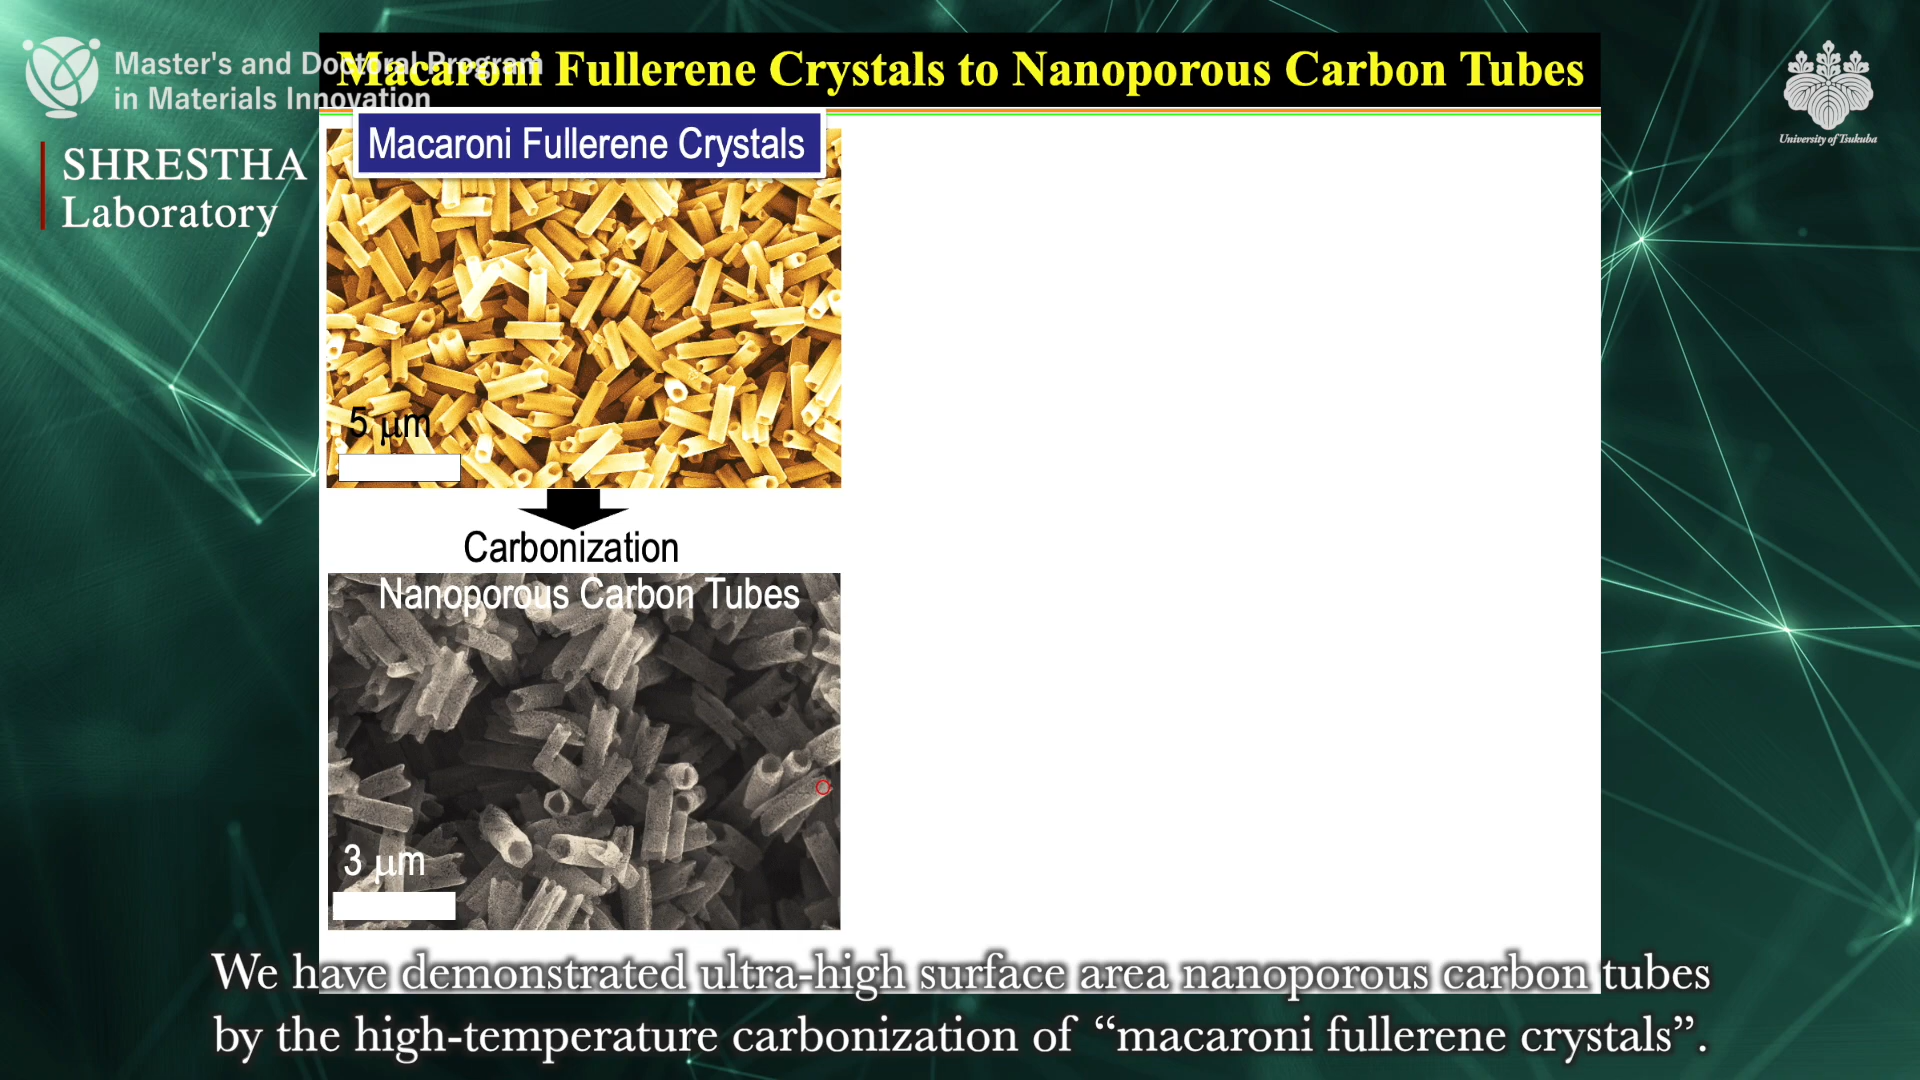 Master's and Doctoral Program
in Materials Innovation
SHRESTHA
Laboratory
Macaroni Fullerene Crystals to Nanoporous Carbon Tubes
University of Tsukuba
Macaroni Fullerene Crystals
5 μm
Carbonization
Nanoporous Carbon Tubes
3 μm
We have demonstrated ultra-high surface area nanoporous carbon tubes
by the high-temperature carbonization of “macaroni fullerene crystals”.